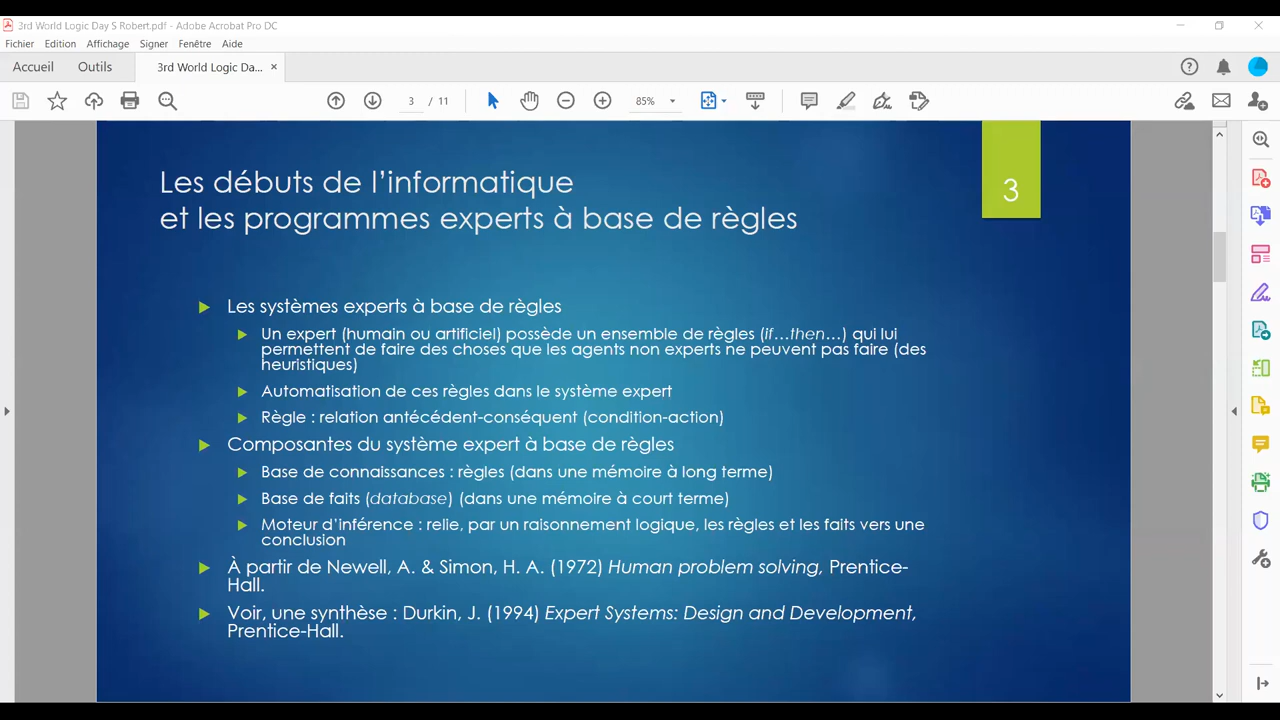 3rd World Logic Day S Robert.pdf - Adobe Acrobat Pro DC
Fichier Edition Affichage Signer Fenêtre Aide
Accueil Outils 3rd World Logic Da... ×
3 / 11 85%
Les débuts de l’informatique
et les programmes experts à base de règles
3
Les systèmes experts à base de règles
Un expert (humain ou artificiel) possède un ensemble de règles (if…then…) qui lui
permettent de faire des choses que les agents non experts ne peuvent pas faire (des
heuristiques)
Automatisation de ces règles dans le système expert
Règle : relation antécédent-conséquent (condition-action)
Composantes du système expert à base de règles
Base de connaissances : règles (dans une mémoire à long terme)
Base de faits (database) (dans une mémoire à court terme)
Moteur d’inférence : relie, par un raisonnement logique, les règles et les faits vers une
conclusion
À partir de Newell, A. & Simon, H. A. (1972) Human problem solving, Prentice-
Hall.
Voir, une synthèse : Durkin, J. (1994) Expert Systems: Design and Development,
Prentice-Hall.